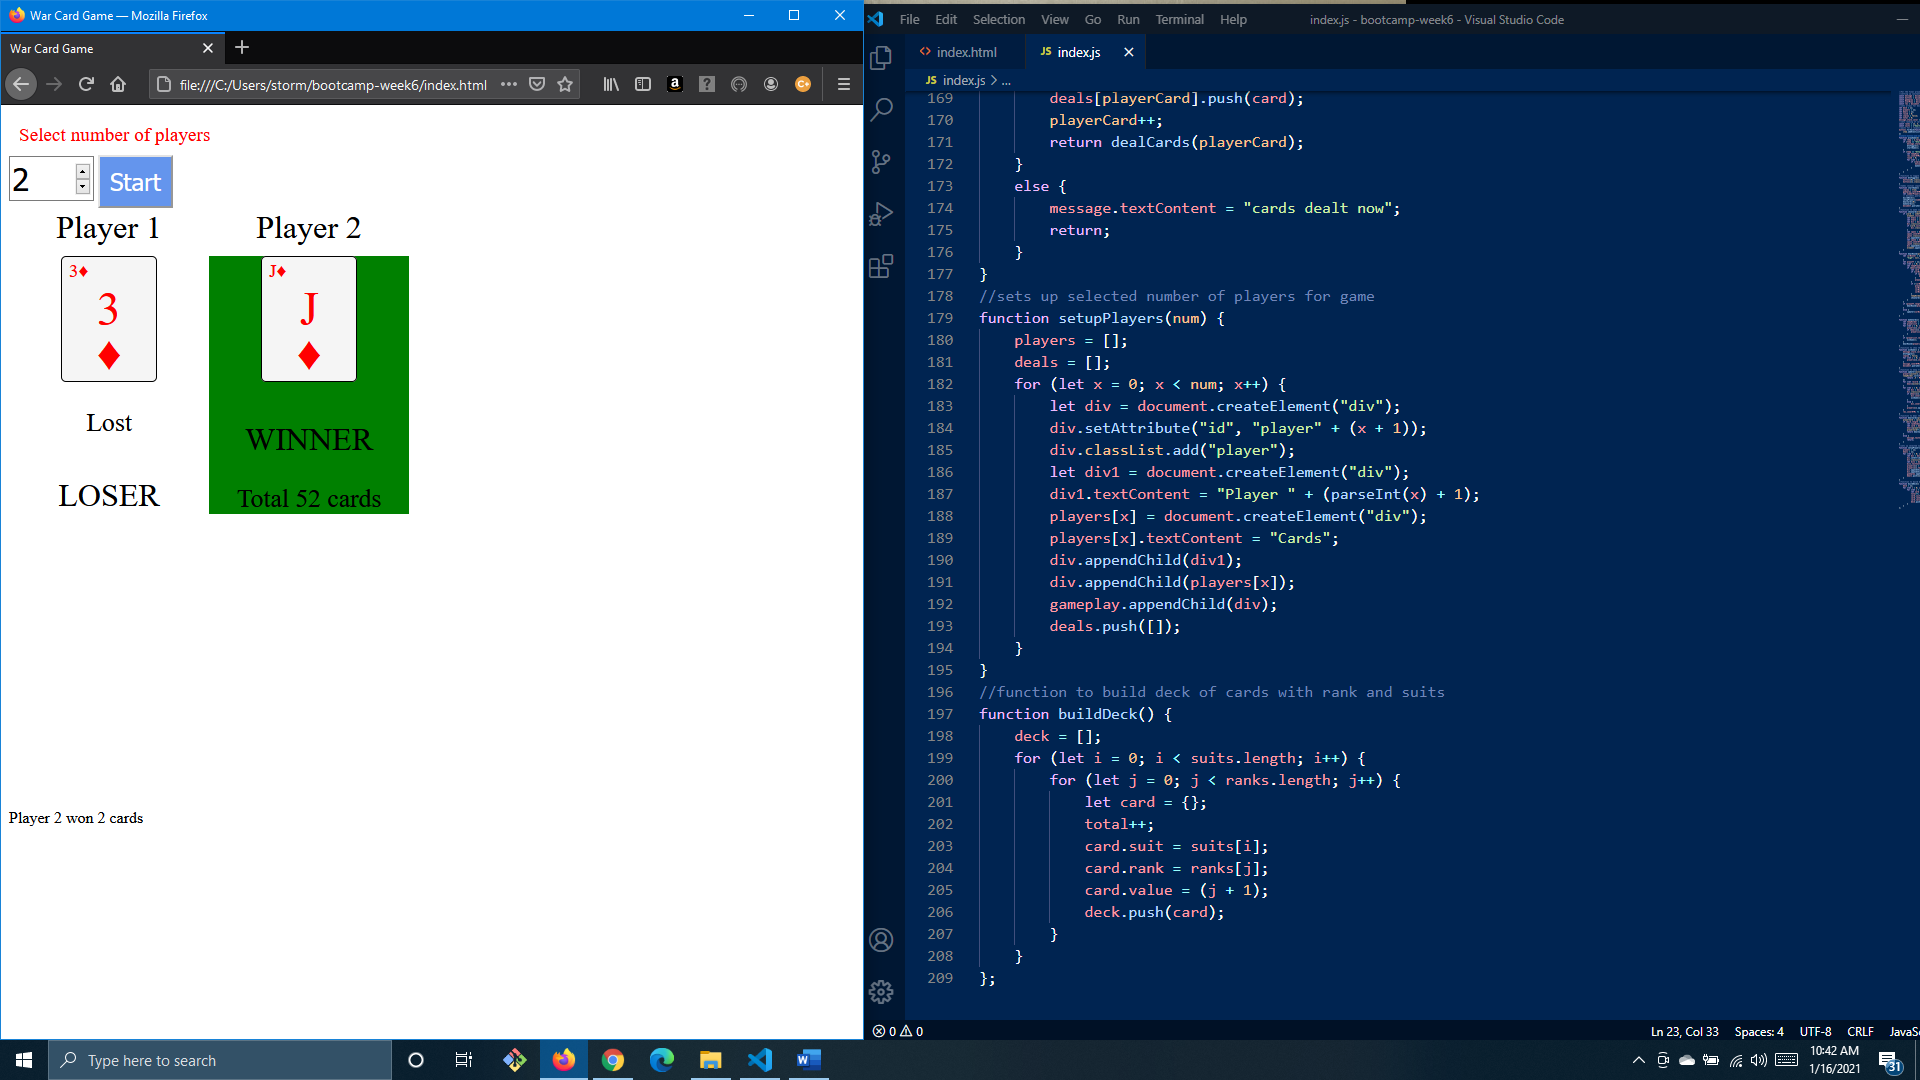 War Card Game — Mozilla Firefox
War Card Game
file:///C:/Users/storm/bootcamp-week6/index.html
Select number of players
2
Start
Player 1
Player 2
3♦
3
♦
J♦
J
♦
Lost
WINNER
LOSER
Total 52 cards
Player 2 won 2 cards
File Edit Selection View Go Run Terminal Help
index.js - bootcamp-week6 - Visual Studio Code
<> index.html
JS index.js
JS index.js > ...
169 deals[playerCard].push(card);
170 playerCard++;
171 return dealCards(playerCard);
172 }
173 else {
174 message.textContent = "cards dealt now";
175 return;
176 }
177 }
178 //sets up selected number of players for game
179 function setupPlayers(num) {
180 players = [];
181 deals = [];
182 for (let x = 0; x < num; x++) {
183 let div = document.createElement("div");
184 div.setAttribute("id", "player" + (x + 1));
185 div.classList.add("player");
186 let div1 = document.createElement("div");
187 div1.textContent = "Player " + (parseInt(x) + 1);
188 players[x] = document.createElement("div");
189 players[x].textContent = "Cards";
190 div.appendChild(div1);
191 div.appendChild(players[x]);
192 gameplay.appendChild(div);
193 deals.push([]);
194 }
195 }
196 //function to build deck of cards with rank and suits
197 function buildDeck() {
198 deck = [];
199 for (let i = 0; i < suits.length; i++) {
200 for (let j = 0; j < ranks.length; j++) {
201 let card = {};
202 total++;
203 card.suit = suits[i];
204 card.rank = ranks[j];
205 card.value = (j + 1);
206 deck.push(card);
207 }
208 }
209 };
0 0
Ln 23, Col 33 Spaces: 4 UTF-8 CRLF JavaS
Type here to search
W
10:42 AM
1/16/2021
31